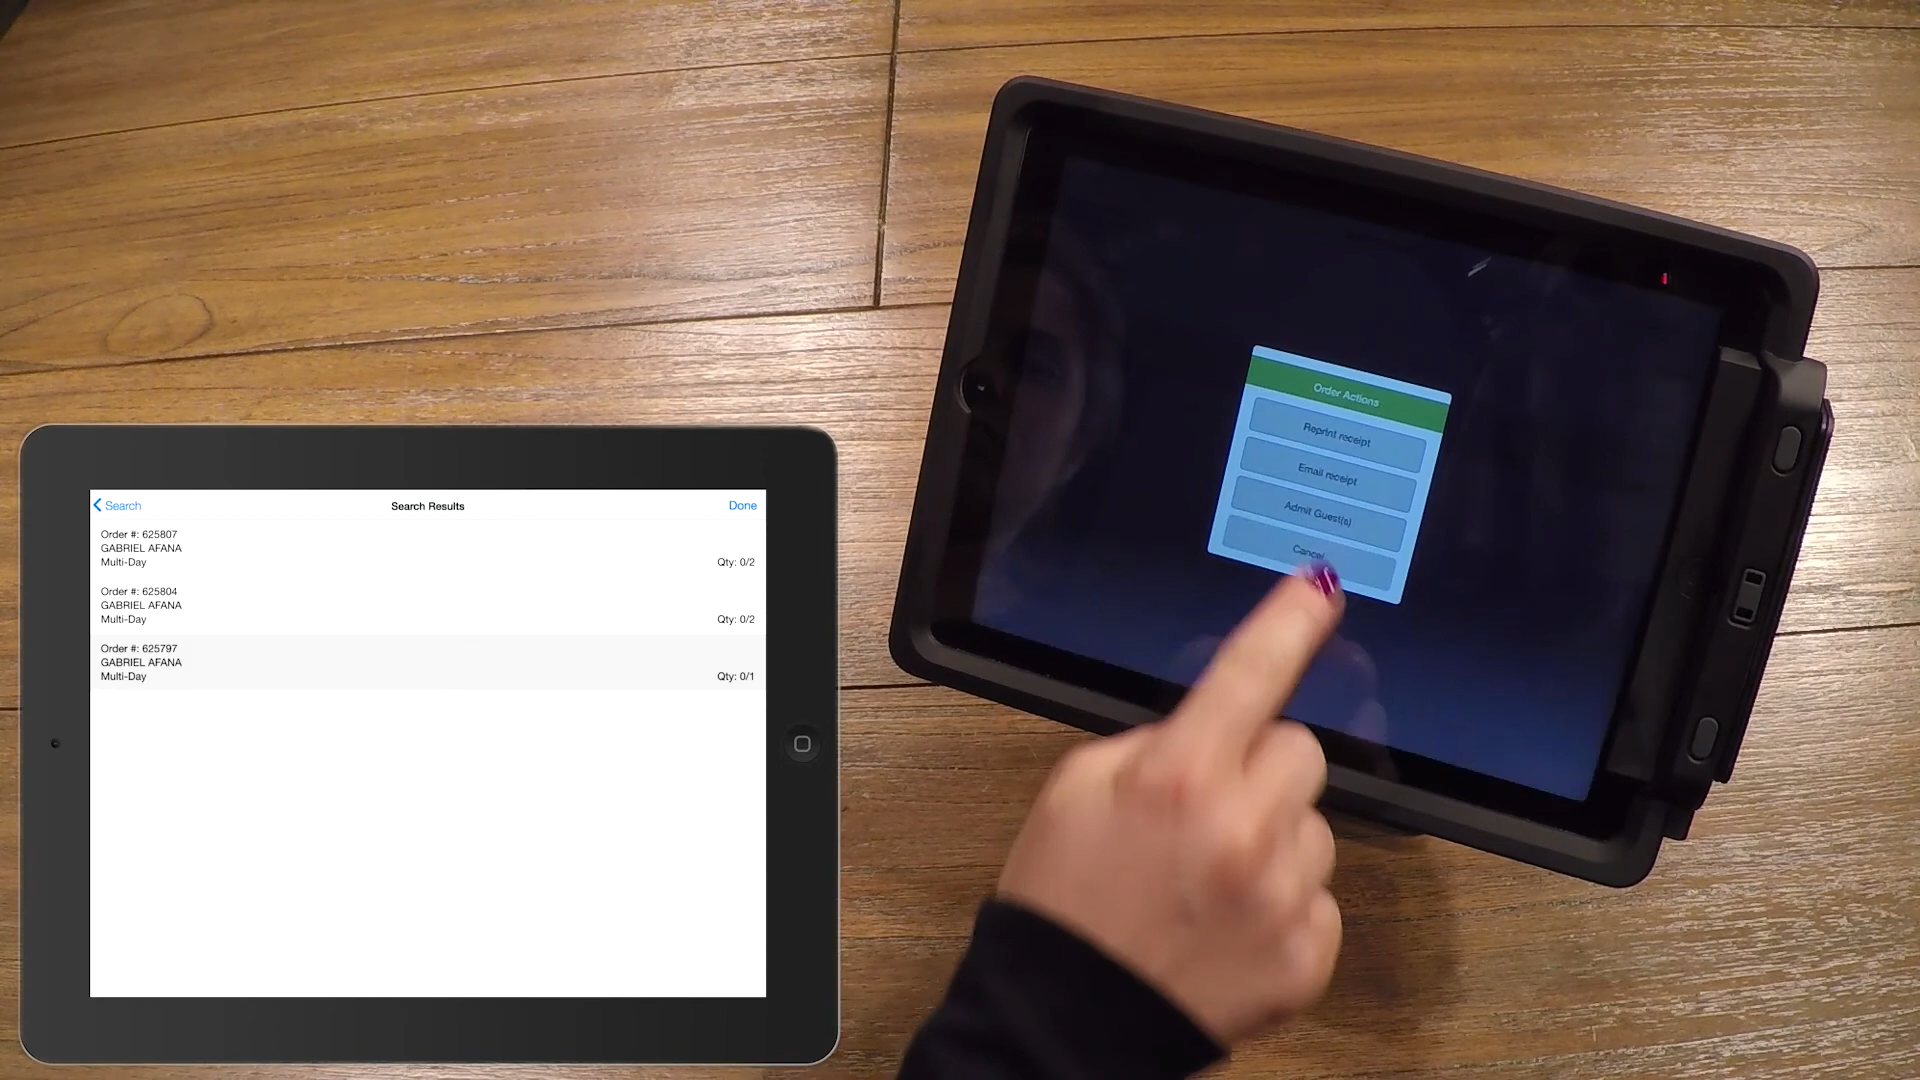 Search
Search Results
Done
Order #: 625807
GABRIEL AFANA
Multi-Day
Qty: 0/2
Order #: 625804
GABRIEL AFANA
Multi-Day
Qty: 0/2
Order #: 625797
GABRIEL AFANA
Multi-Day
Qty: 0/1
Order Actions
Reprint receipt
Email receipt
Admit Guest(s)
Cancel